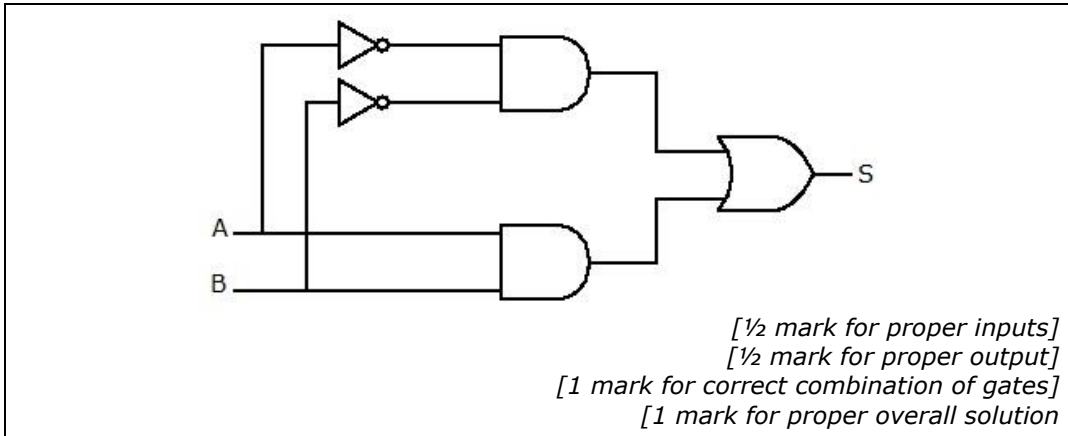 S
A
B
[½ mark for proper inputs]
[½ mark for proper output]
[1 mark for correct combination of gates]
[1 mark for proper overall solution